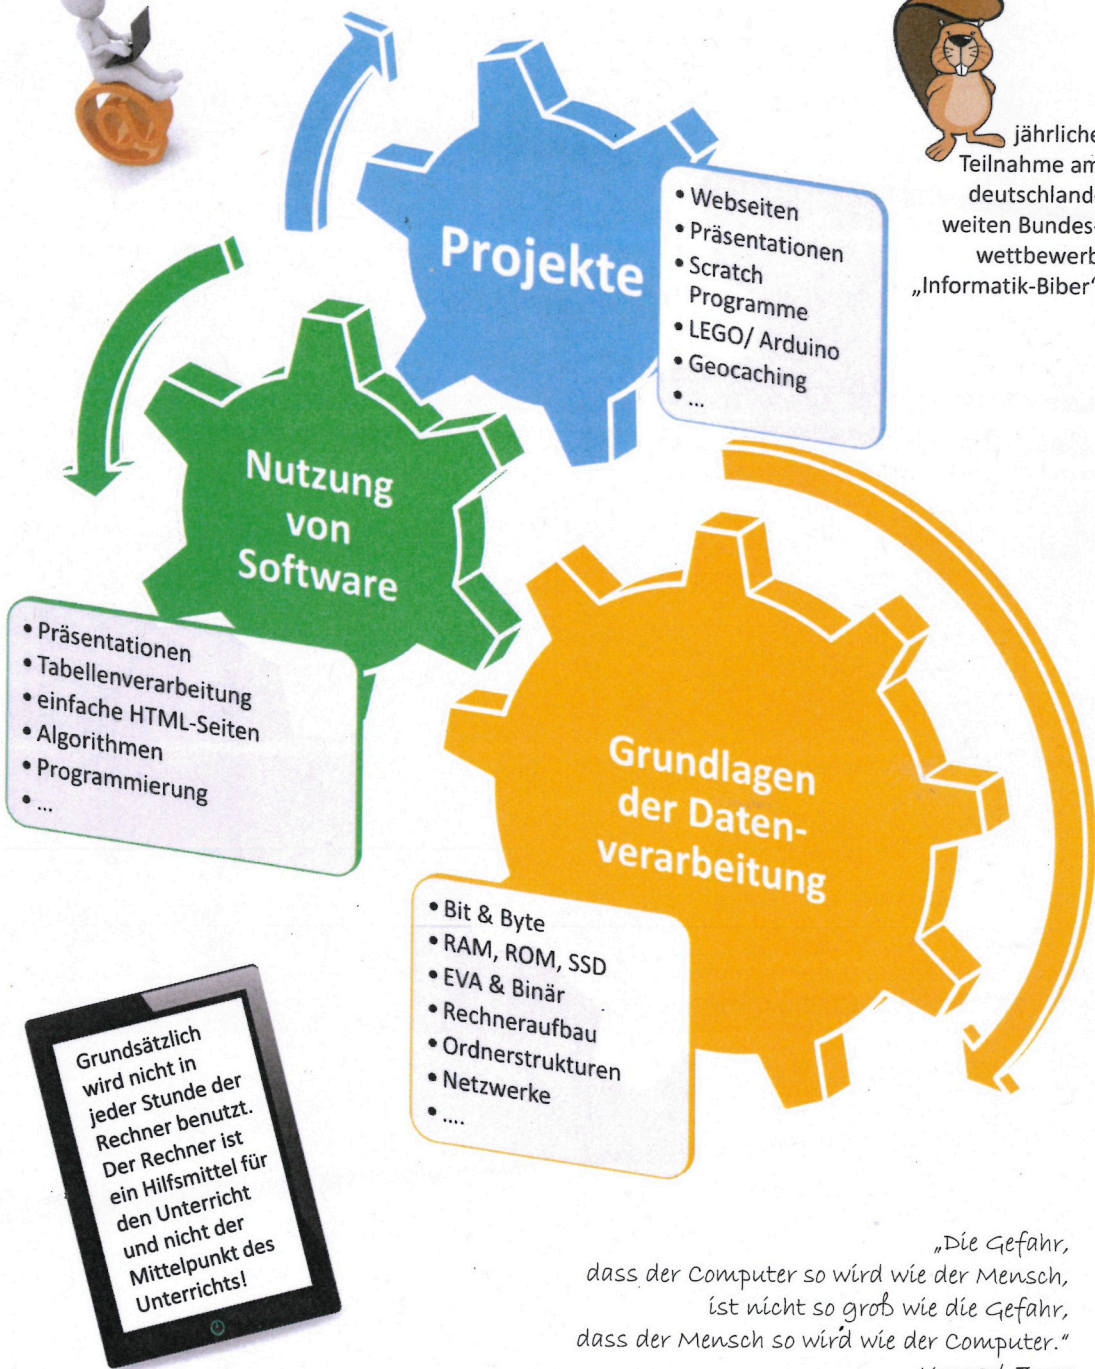 jährliche
Teilnahme am
deutschland-
weiten Bundes-
wettbewerb
„Informatik-Biber“
Projekte
• Webseiten
• Präsentationen
• Scratch
Programme
• LEGO/ Arduino
• Geocaching
• ...
Nutzung
von
Software
• Präsentationen
• Tabellenverarbeitung
• einfache HTML-Seiten
• Algorithmen
• Programmierung
• ...
Grundlagen
der Daten-
verarbeitung
• Bit & Byte
• RAM, ROM, SSD
• EVA & Binär
• Rechneraufbau
• Ordnerstrukturen
• Netzwerke
• ....
Grundsätzlich
wird nicht in
jeder Stunde der
Rechner benutzt.
Der Rechner ist
ein Hilfsmittel für
den Unterricht
und nicht der
Mittelpunkt des
Unterrichts!
„Die Gefahr,
dass der Computer so wird wie der Mensch,
ist nicht so groß wie die Gefahr,
dass der Mensch so wird wie der Computer.“